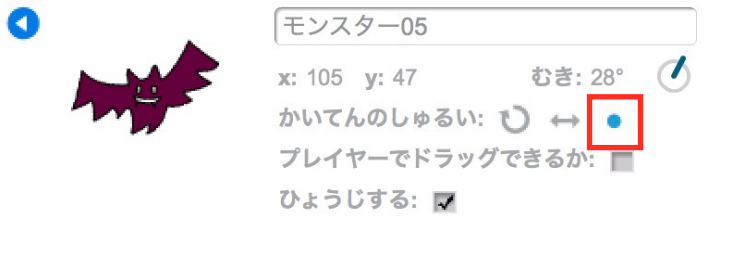 モンスター05
x: 105 y: 47 むき: 28°
かいてんのしゅるい:
プレイヤーでドラッグできるか:
ひょうじする: